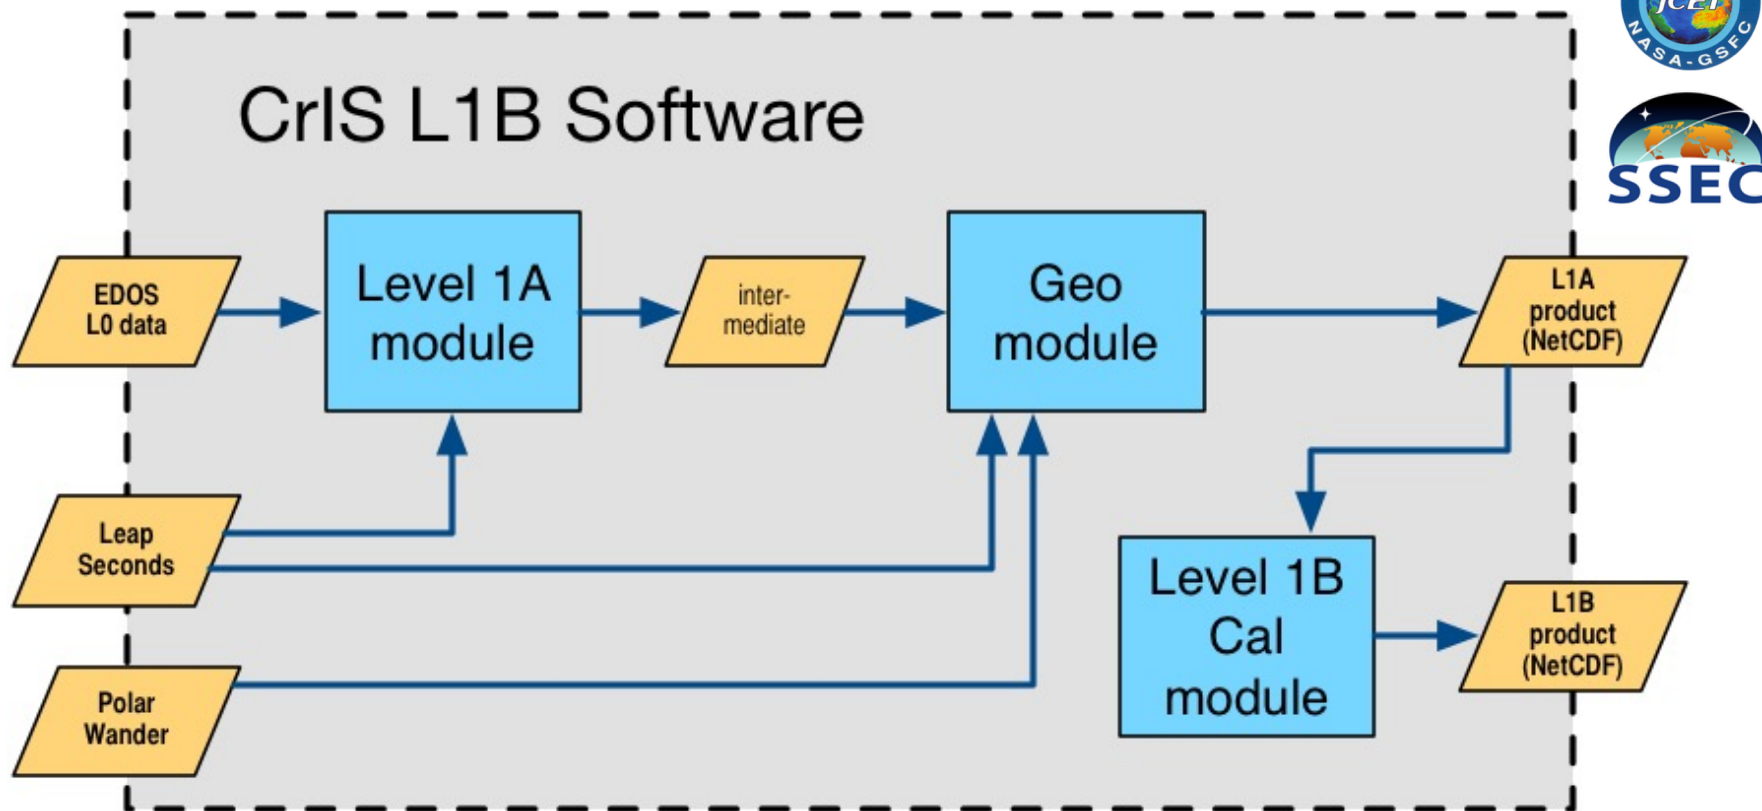 JCET
NASA-GSFC
CrIS L1B Software
SSEC
EDOS
L0 data
Level 1A
module
inter-
mediate
Geo
module
L1A
product
(NetCDF)
Leap
Seconds
Level 1B
Cal
module
L1B
product
(NetCDF)
Polar
Wander